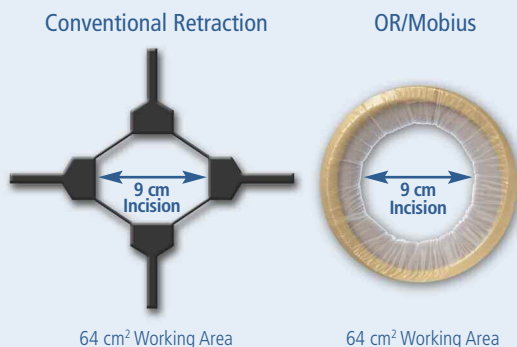 Conventional Retraction
OR/Mobius
9 cm
Incision
9 cm
Incision
64 cm² Working Area
64 cm² Working Area